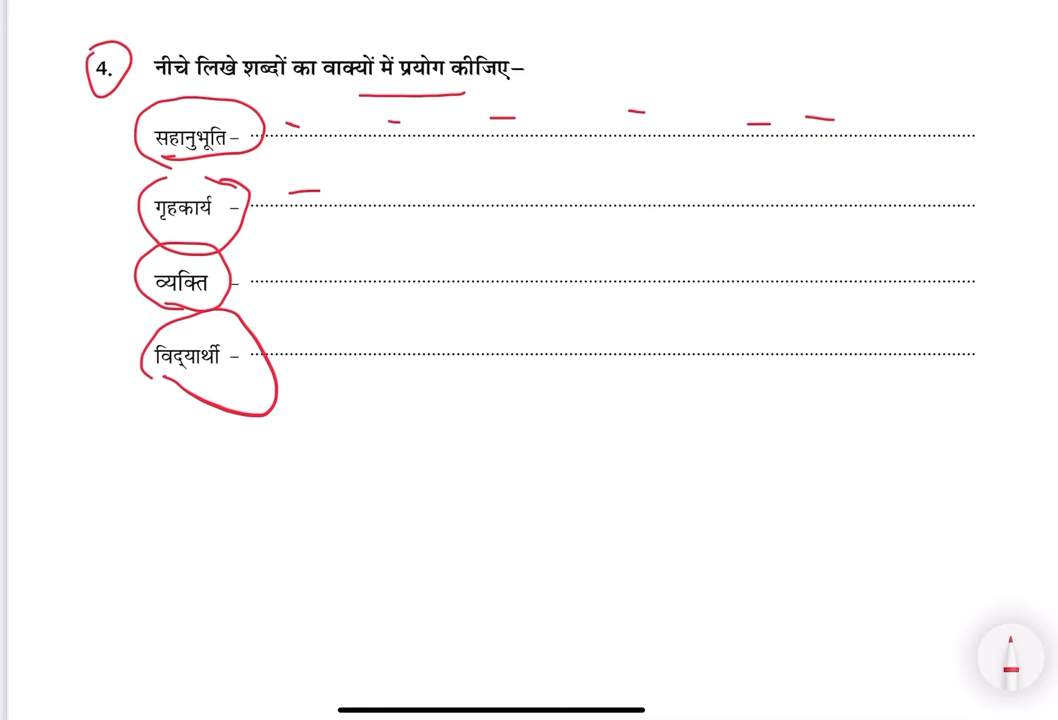 4. नीचे लिखे शब्दों का वाक्यों में प्रयोग कीजिए–
सहानुभूति– ........................................
गृहकार्य – ........................................
व्यक्ति – ........................................
विद्‌यार्थी – ........................................